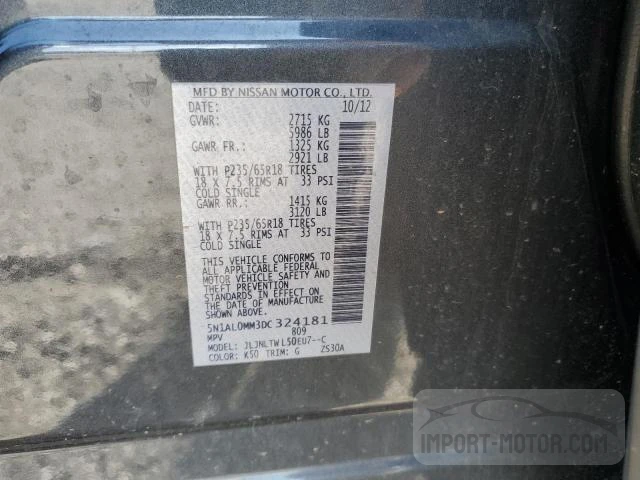 MFD BY NISSAN MOTOR CO., LTD.
DATE: 10/12
GVWR: 2715 KG
5986 LB
GAWR FR.: 1325 KG
2921 LB
WITH P235/65R18 TIRES
18 X 7.5 RIMS AT 33 PSI
COLD SINGLE
GAWR RR.: 1415 KG
3120 LB
WITH P235/65R18 TIRES
18 X 7.5 RIMS AT 33 PSI
COLD SINGLE
THIS VEHICLE CONFORMS TO
ALL APPLICABLE FEDERAL
MOTOR VEHICLE SAFETY AND
THEFT PREVENTION
STANDARDS IN EFFECT ON
THE DATE OF MANUFACTURE
SHOWN ABOVE.
5N1AL0MM3DC324181
MPV 809
MODEL: JLJNLTWL50EU7--C
COLOR: K50 TRIM: G ZS30A
IMPORT-MOTOR.COM